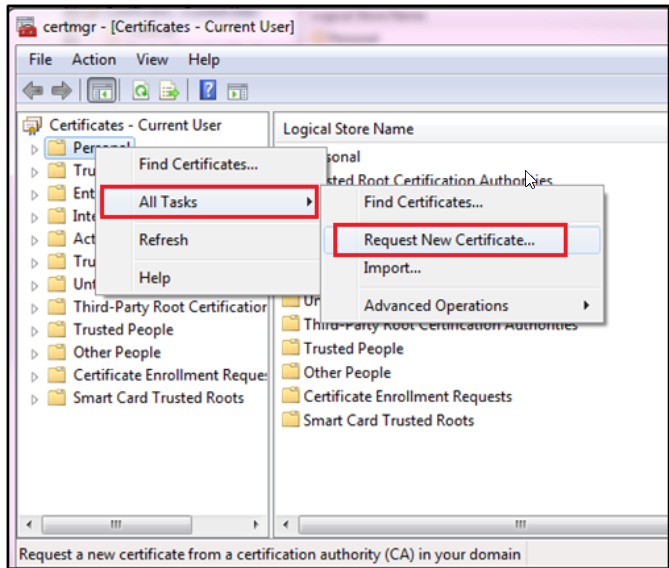 certmgr - [Certificates - Current User]
File Action View Help
Certificates - Current User
Logical Store Name
Personal
Find Certificates...
All Tasks
Refresh
Help
Find Certificates...
Request New Certificate...
Import...
Advanced Operations
sonal
sted Root Certification Authorities
Tru
Ent
Inte
Act
Tru
Unt
Third-Party Root Certification
Trusted People
Other People
Certificate Enrollment Reques
Smart Card Trusted Roots
Un
Third-Party Root Certification Authorities
Trusted People
Other People
Certificate Enrollment Requests
Smart Card Trusted Roots
Request a new certificate from a certification authority (CA) in your domain